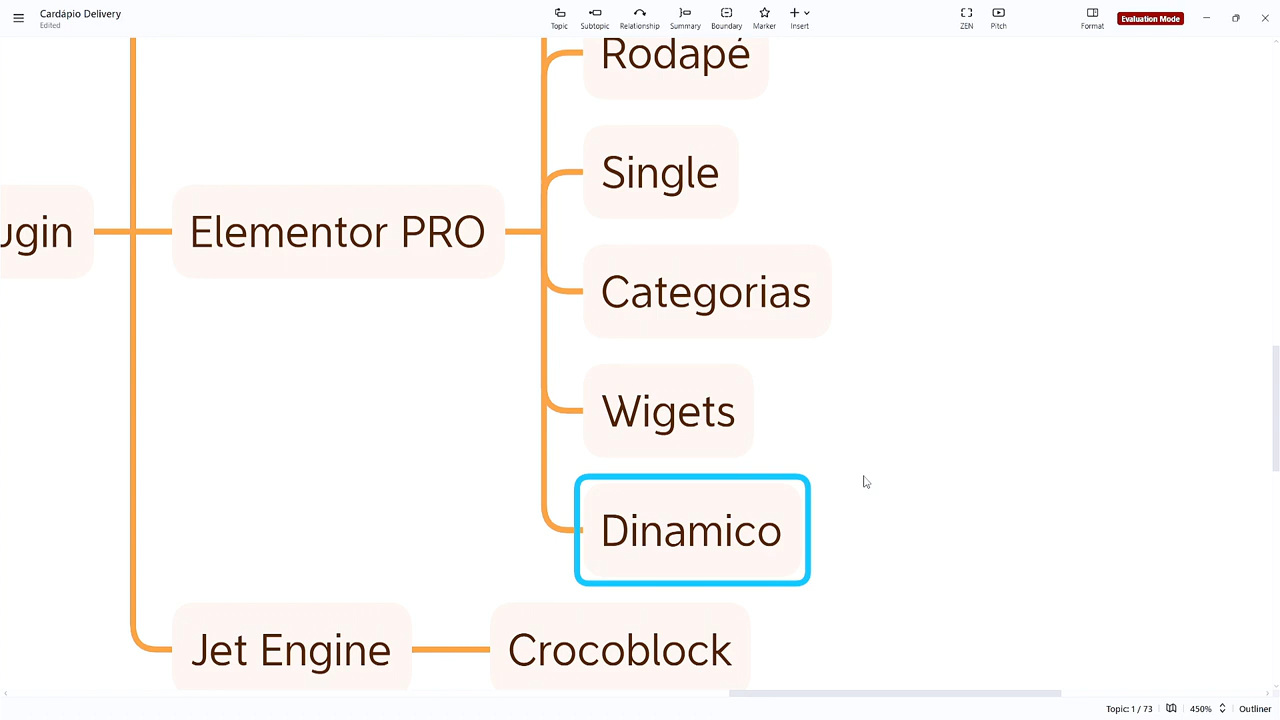 Cardápio Delivery
Edited
Topic
Subtopic
Relationship
Summary
Boundary
Marker
Insert
ZEN
Pitch
Format
Evaluation Mode
Rodapé
Single
ugin
Elementor PRO
Categorias
Wigets
Dinamico
Jet Engine
Crocoblock
Topic: 1 / 73
450%
Outliner